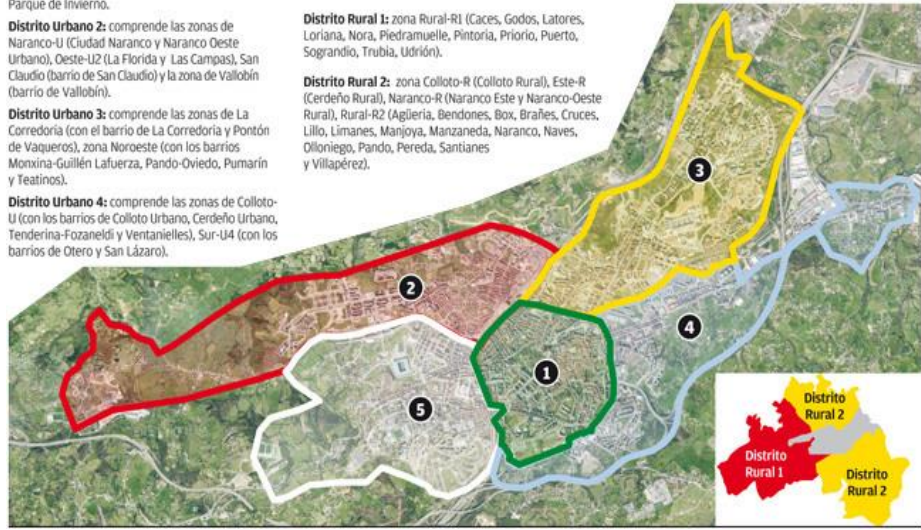 Parque de Invierno.
Distrito Urbano 2: comprende las zonas de
Naranco-U (Ciudad Naranco y Naranco Oeste
Urbano), Oeste-U2 (La Florida y Las Campas), San
Claudio (barrio de San Claudio) y la zona de Vallobín
(barrio de Vallobín).
Distrito Urbano 3: comprende las zonas de La
Corredoria (con el barrio de La Corredoria y Pontón
de Vaqueros), zona Noroeste (con los barrios
Monxina-Guillén Lafuerza, Pando-Oviedo, Pumarín
y Teatinos).
Distrito Urbano 4: comprende las zonas de Colloto-
U (con los barrios de Colloto Urbano, Cerdeño Urbano,
Tenderina-Fozaneldi y Ventanielles), Sur-U4 (con los
barrios de Otero y San Lázaro).
Distrito Rural 1: zona Rural-R1 (Caces, Godos, Latores,
Loriana, Nora, Piedramuelle, Pintoria, Priorio, Puerto,
Sograndio, Trubia, Udrión).
Distrito Rural 2: zona Colloto-R (Colloto Rural), Este-R
(Cerdeño Rural), Naranco-R (Naranco Este y Naranco-Oeste
Rural), Rural-R2 (Agüeria, Bendones, Box, Brañes, Cruces,
Lillo, Limanes, Manjoya, Manzaneda, Naranco, Naves,
Olloniego, Pando, Pereda, Santianes
y Villapérez).
3
2
4
1
5
Distrito
Rural 2
Distrito
Rural 1
Distrito
Rural 2